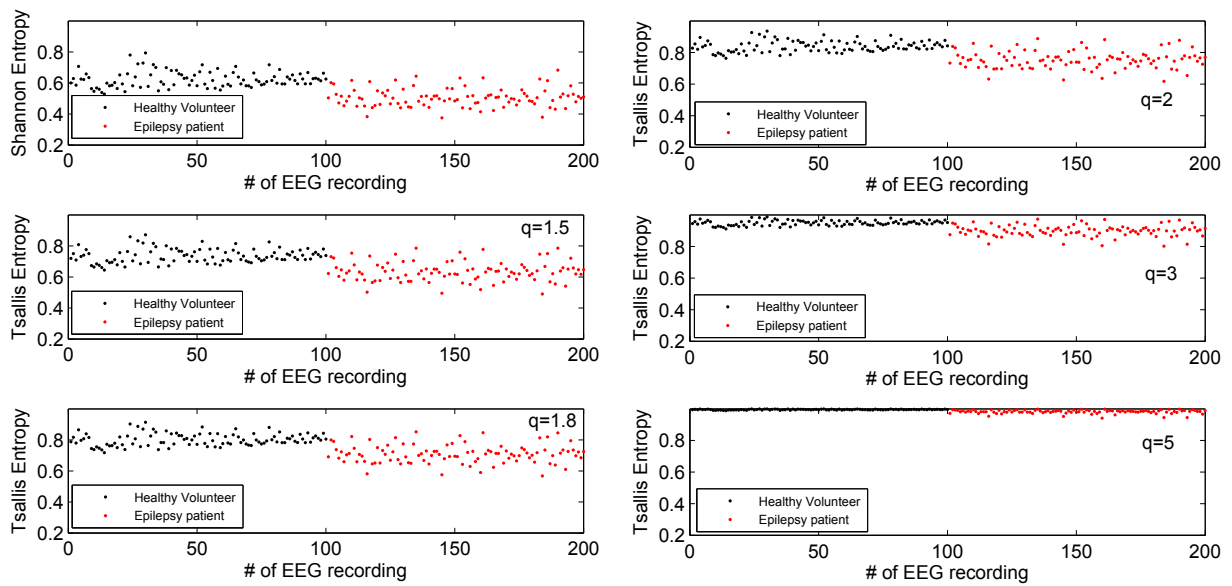 Shannon Entropy
0.8
0.6
0.4
0.2
Healthy Volunteer
Epilepsy patient
0 50 100 150 200
# of EEG recording
Tsallis Entropy
0.8
0.6
0.4
0.2
q=2
Healthy Volunteer
Epilepsy patient
0 50 100 150 200
# of EEG recording
Tsallis Entropy
0.8
0.6
0.4
0.2
q=1.5
Healthy Volunteer
Epilepsy patient
0 50 100 150 200
# of EEG recording
Tsallis Entropy
0.8
0.6
0.4
0.2
q=3
Healthy Volunteer
Epilepsy patient
0 50 100 150 200
# of EEG recording
Tsallis Entropy
0.8
0.6
0.4
0.2
q=1.8
Healthy Volunteer
Epilepsy patient
0 50 100 150 200
# of EEG recording
Tsallis Entropy
0.8
0.6
0.4
0.2
q=5
Healthy Volunteer
Epilepsy patient
0 50 100 150 200
# of EEG recording